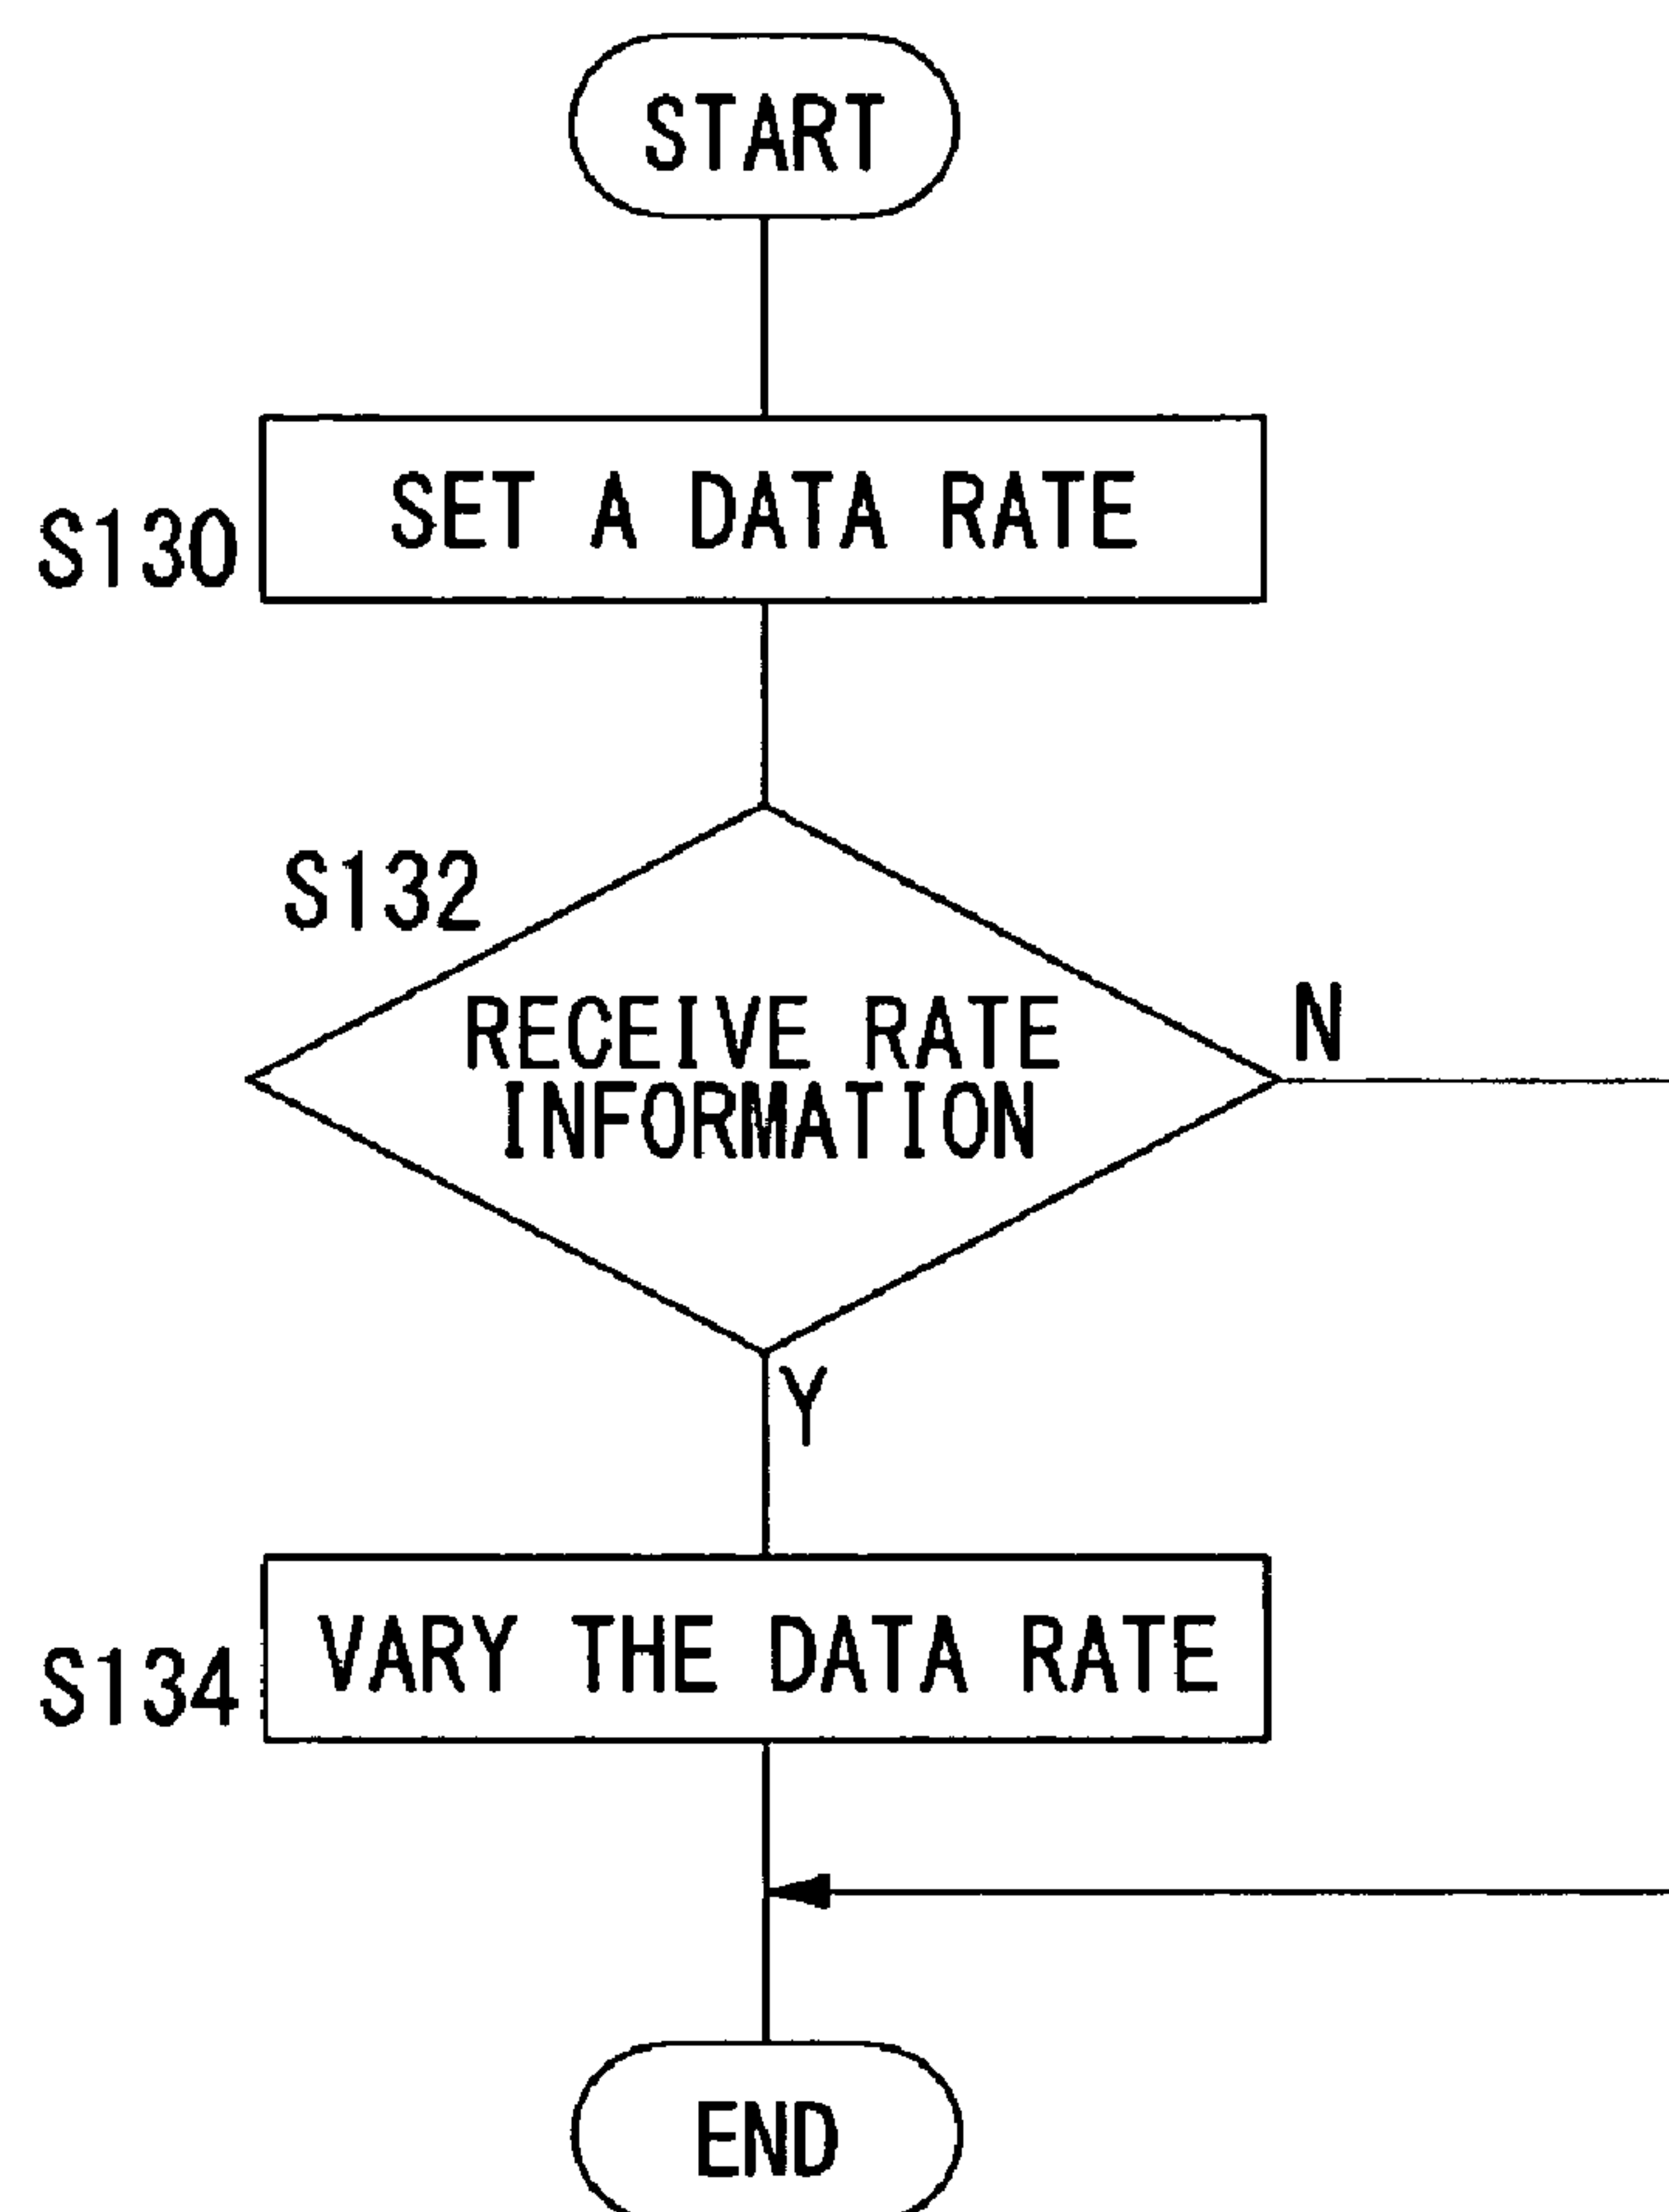 START
S130
SET A DATA RATE
S132
RECEIVE RATE
INFORMATION
N
Y
S134
VARY THE DATA RATE
END